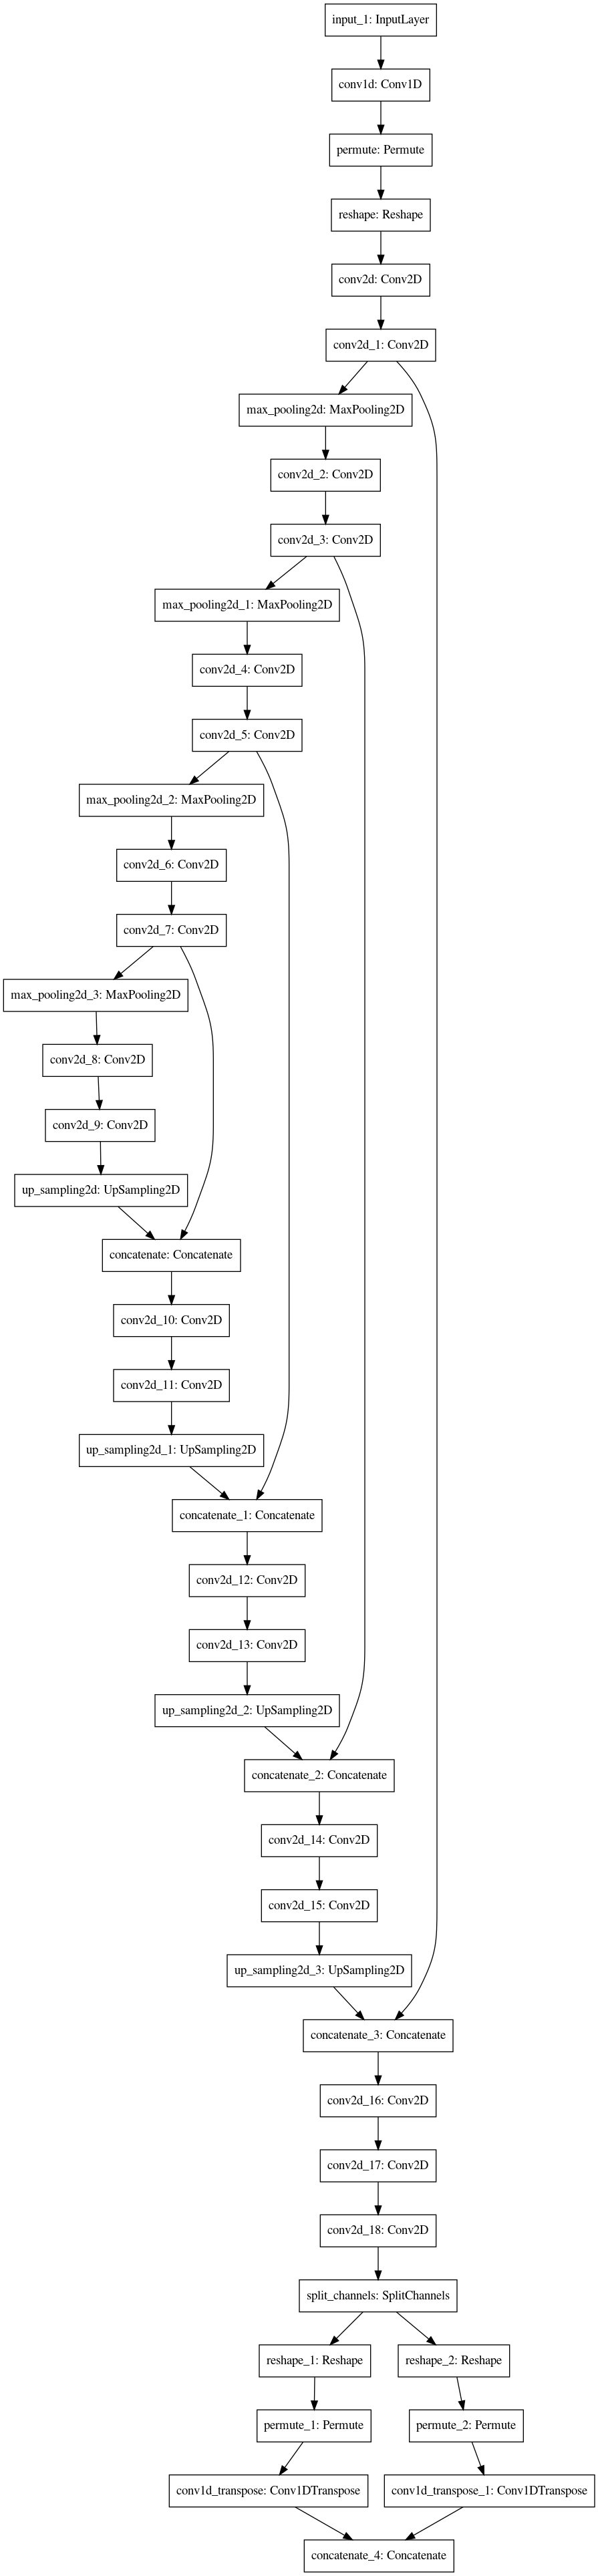 input_1: InputLayer
conv1d: Conv1D
permute: Permute
reshape: Reshape
conv2d: Conv2D
conv2d_1: Conv2D
max_pooling2d: MaxPooling2D
conv2d_2: Conv2D
conv2d_3: Conv2D
max_pooling2d_1: MaxPooling2D
conv2d_4: Conv2D
conv2d_5: Conv2D
max_pooling2d_2: MaxPooling2D
conv2d_6: Conv2D
conv2d_7: Conv2D
max_pooling2d_3: MaxPooling2D
conv2d_8: Conv2D
conv2d_9: Conv2D
up_sampling2d: UpSampling2D
concatenate: Concatenate
conv2d_10: Conv2D
conv2d_11: Conv2D
up_sampling2d_1: UpSampling2D
concatenate_1: Concatenate
conv2d_12: Conv2D
conv2d_13: Conv2D
up_sampling2d_2: UpSampling2D
concatenate_2: Concatenate
conv2d_14: Conv2D
conv2d_15: Conv2D
up_sampling2d_3: UpSampling2D
concatenate_3: Concatenate
conv2d_16: Conv2D
conv2d_17: Conv2D
conv2d_18: Conv2D
split_channels: SplitChannels
reshape_1: Reshape
reshape_2: Reshape
permute_1: Permute
permute_2: Permute
conv1d_transpose: Conv1DTranspose
conv1d_transpose_1: Conv1DTranspose
concatenate_4: Concatenate